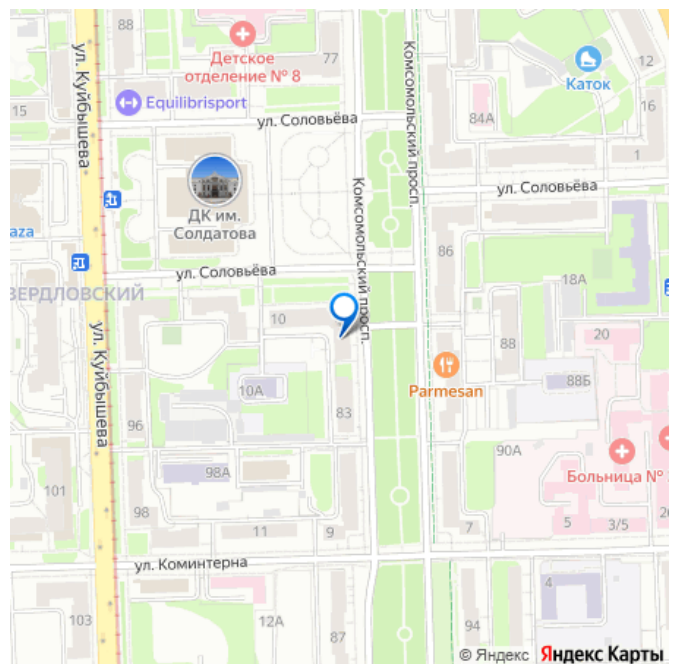 88
Детское
отделение № 8
77
Комсомольский просп.
12
Каток
ул. Куйбышева
15
Equilibrisport
ул. Соловьёва
84А
16
1
ул. Соловьёва
Комсомольский просп.
ДК им.
Солдатова
aza
86
ул. Соловьёва
18А
ВЕРДЛОВСКИЙ
10
20
88
ул. Куйбышева
Parmesan
88Б
10А
83
96
90А
98А
Больница №
101
98
11
9
7
5
3/5
ул. Коминтерна
4
103
12А
87
94
© Яндекс
Яндекс Карты